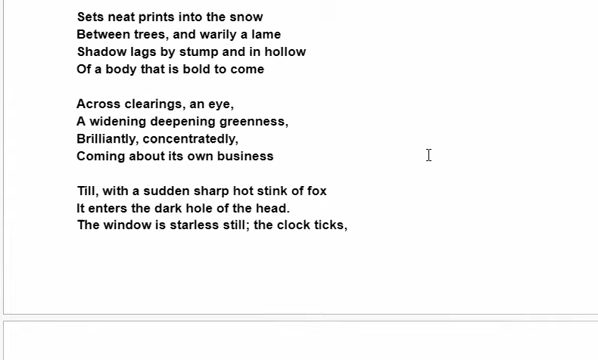 Sets neat prints into the snow
Between trees, and warily a lame
Shadow lags by stump and in hollow
Of a body that is bold to come
Across clearings, an eye,
A widening deepening greenness,
Brilliantly, concentratedly,
Coming about its own business
Till, with a sudden sharp hot stink of fox
It enters the dark hole of the head.
The window is starless still; the clock ticks,